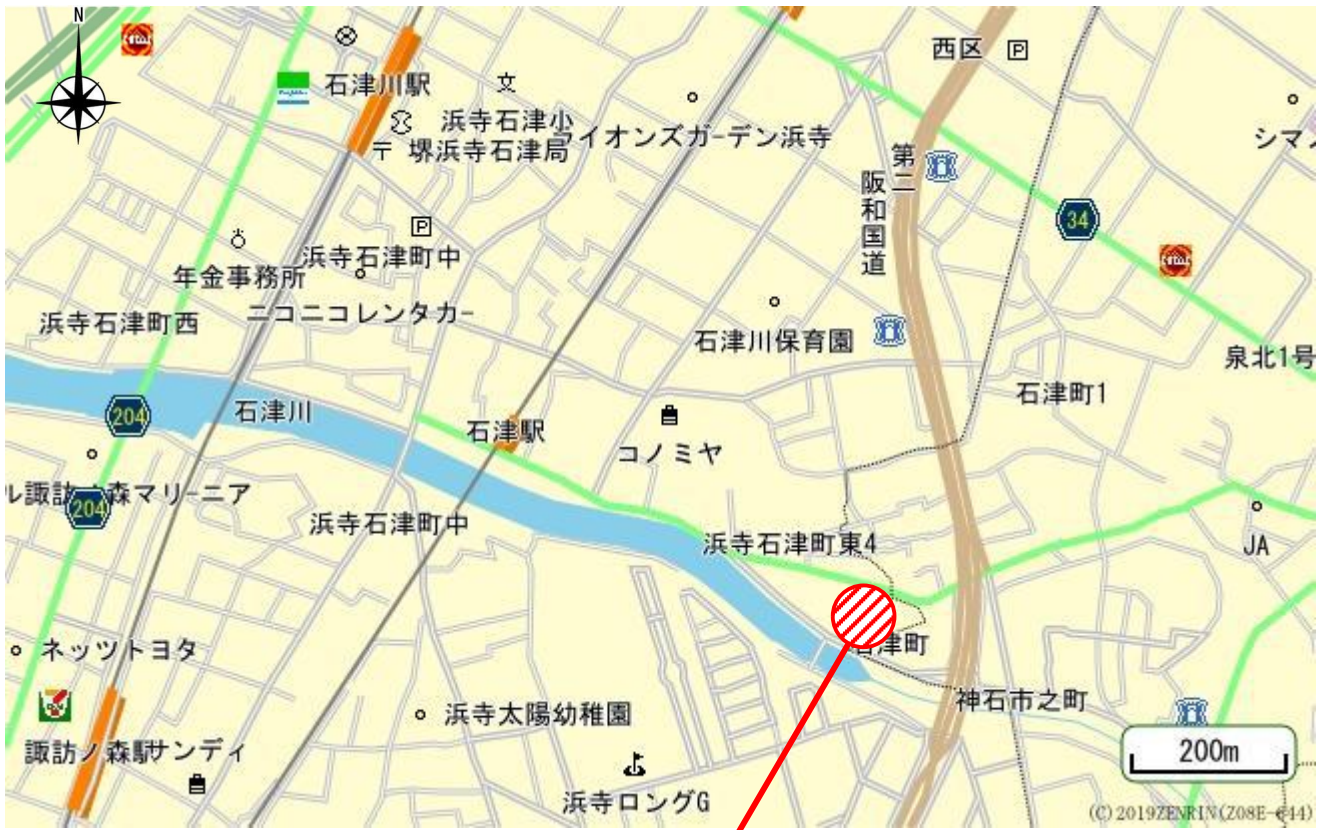 N
西区
石津川駅
文
浜寺石津小
シマノ
イオンズガ-デン浜寺
〒 堺浜寺石津局
第二阪和国道
34
P
P
浜寺石津町中
年金事務所
ニコニコレンタカ-
浜寺石津町西
石津川保育園
泉北1号
石津町1
204
石津川
石津駅
コノミヤ
ル諏訪ノ森マリ-ニア
204
浜寺石津町中
浜寺石津町東4
JA
ネッツトヨタ
津町
神石市之町
浜寺太陽幼稚園
諏訪ノ森駅
サンディ
200m
浜寺ロングG
(C) 2019ZENRIN(Z08E-